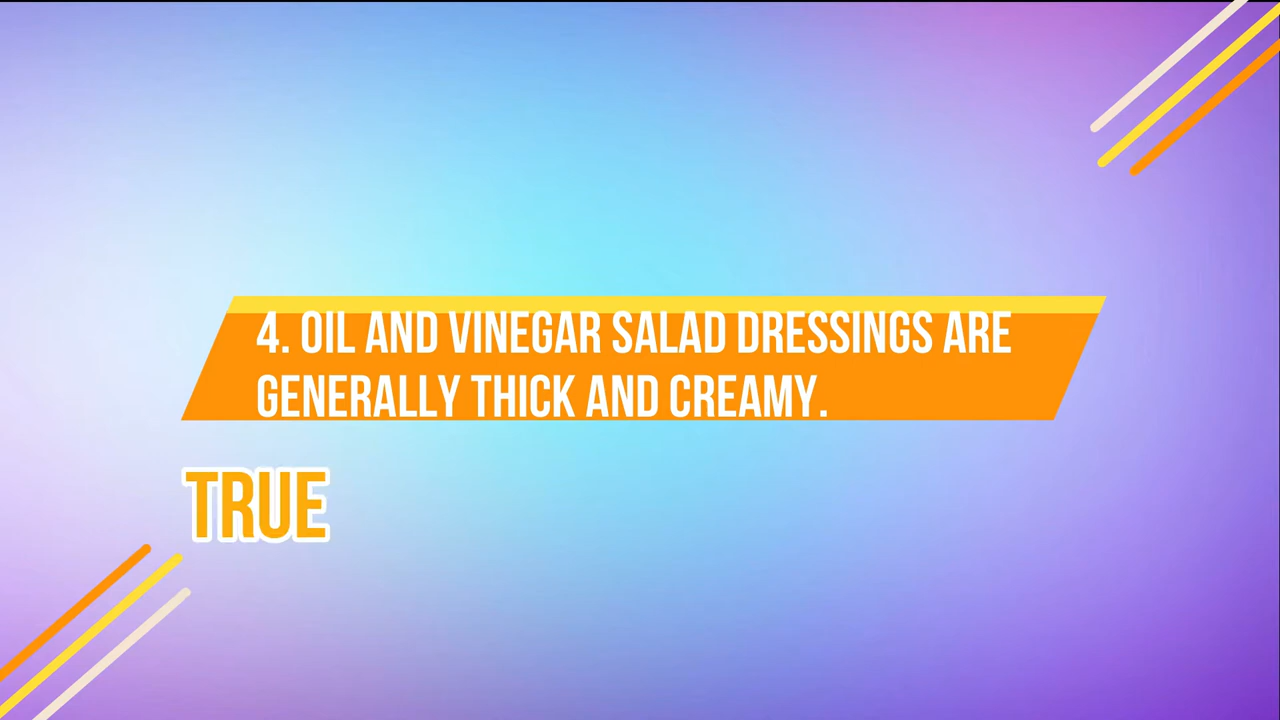 4. OIL AND VINEGAR SALAD DRESSINGS ARE
GENERALLY THICK AND CREAMY.
TRUE